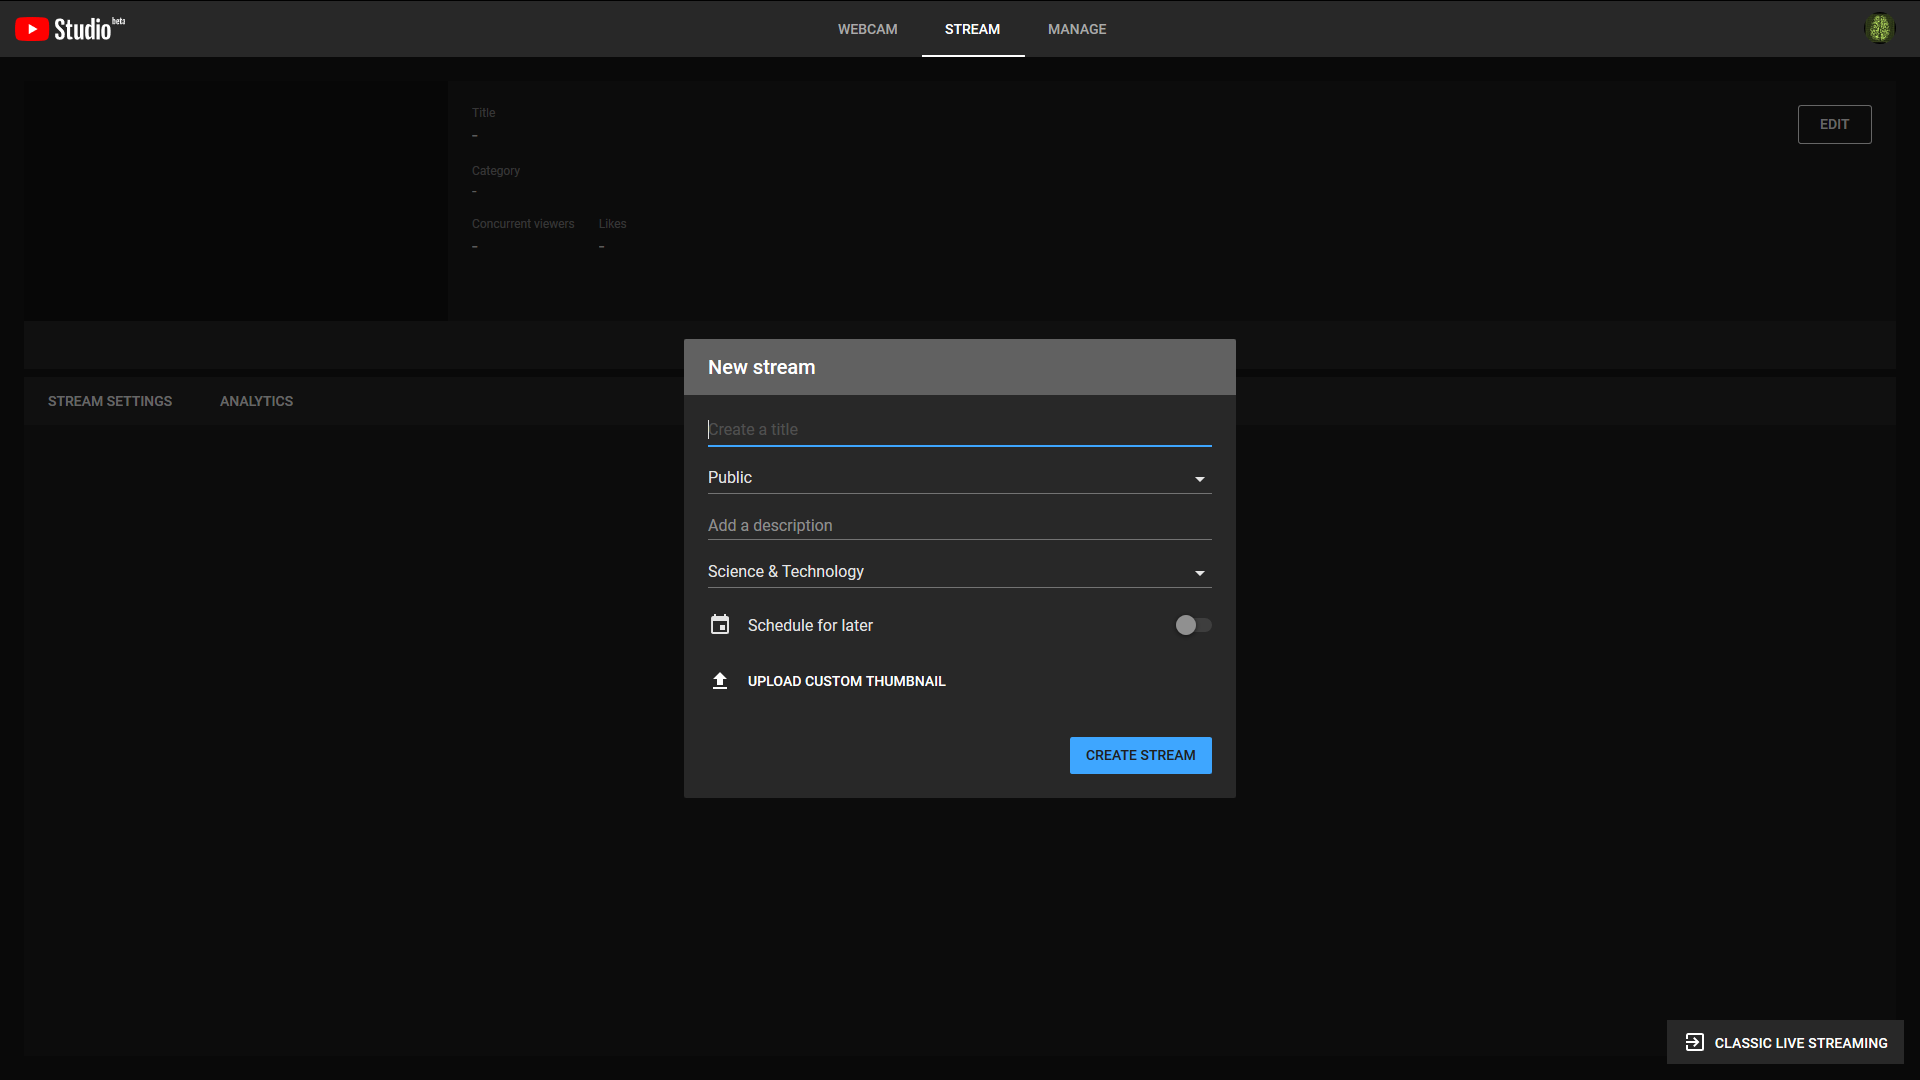 Studio beta
WEBCAM STREAM MANAGE
Title
-
EDIT
Category
-
Concurrent viewers Likes
- -
STREAM SETTINGS ANALYTICS
New stream
Create a title
Public
Add a description
Science & Technology
Schedule for later
UPLOAD CUSTOM THUMBNAIL
CREATE STREAM
CLASSIC LIVE STREAMING